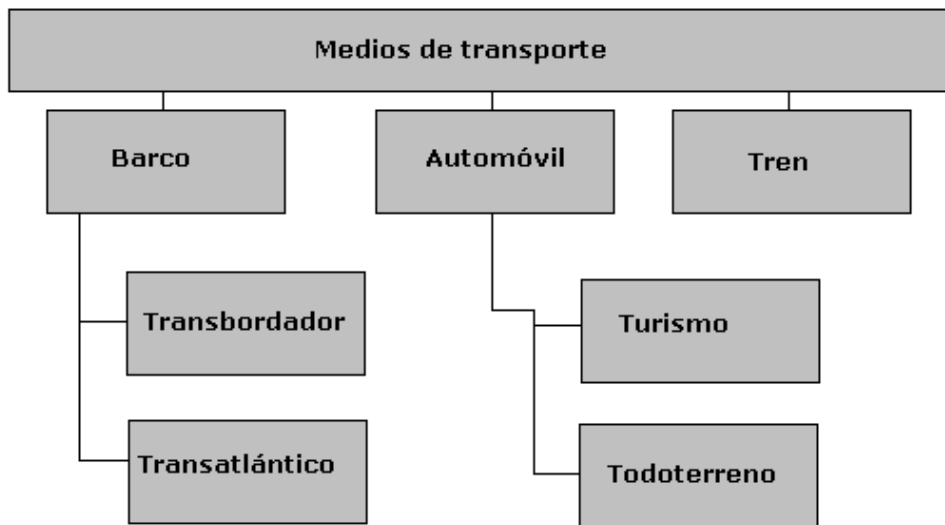 Medios de transporte
Barco
Automóvil
Tren
Transbordador
Turismo
Transatlántico
Todoterreno